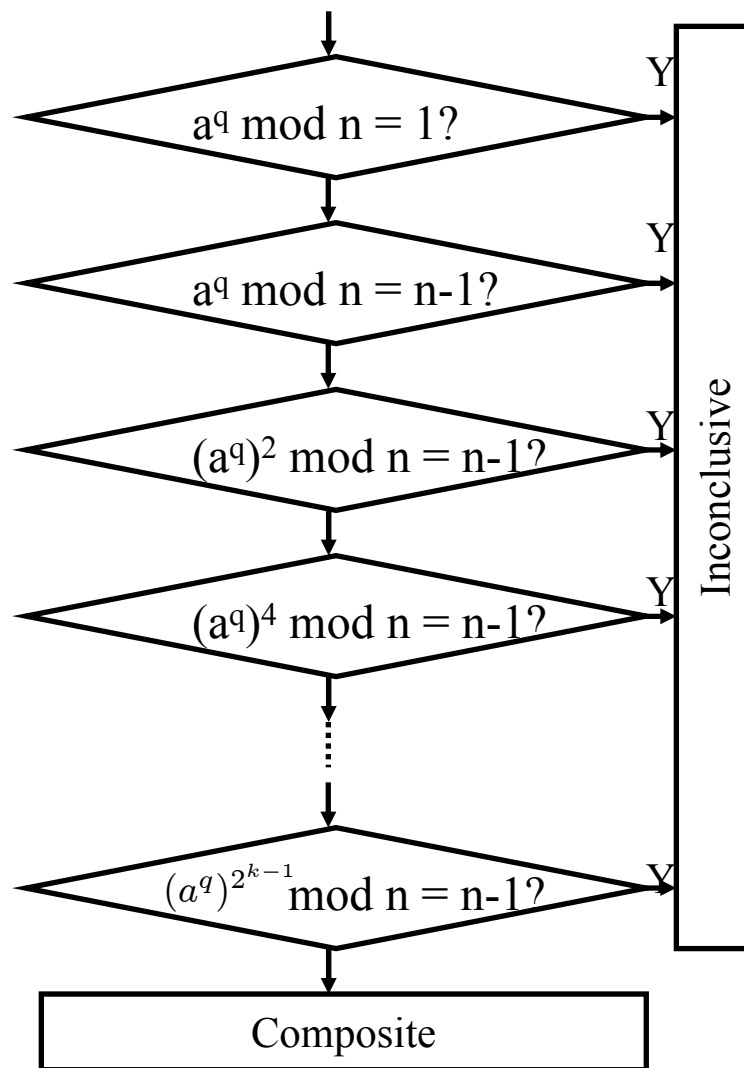 Y
a^q mod n = 1?
Y
a^q mod n = n-1?
Y
(a^q)^2 mod n = n-1?
Y
(a^q)^4 mod n = n-1?
Y
(a^q)^{2^{k-1}} mod n = n-1?
Inconclusive
Composite